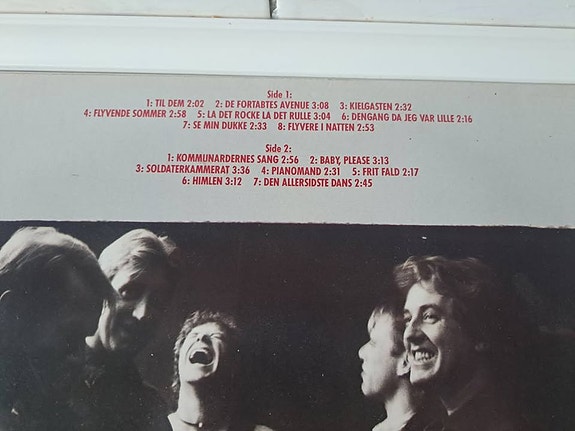 Side 1:
1: TIL DEM 2:02 2: DE FORTABTES AVENUE 3:08 3: KIELGASTEN 2:32
4: FLYVENDE SOMMER 2:58 5: LA DET ROCKE LA DET RULLE 3:04 6: DENGANG DA JEG VAR LILLE 2:16
7: SE MIN DUKKE 2:33 8: FLYVERE I NATTEN 2:53
Side 2:
1: KOMMUNARDERNES SANG 2:56 2: BABY, PLEASE 3:13
3: SOLDATERKAMMERAT 3:36 4: PIANOMAND 2:31 5: FRIT FALD 2:17
6: HIMLEN 3:12 7: DEN ALLERSIDSTE DANS 2:45